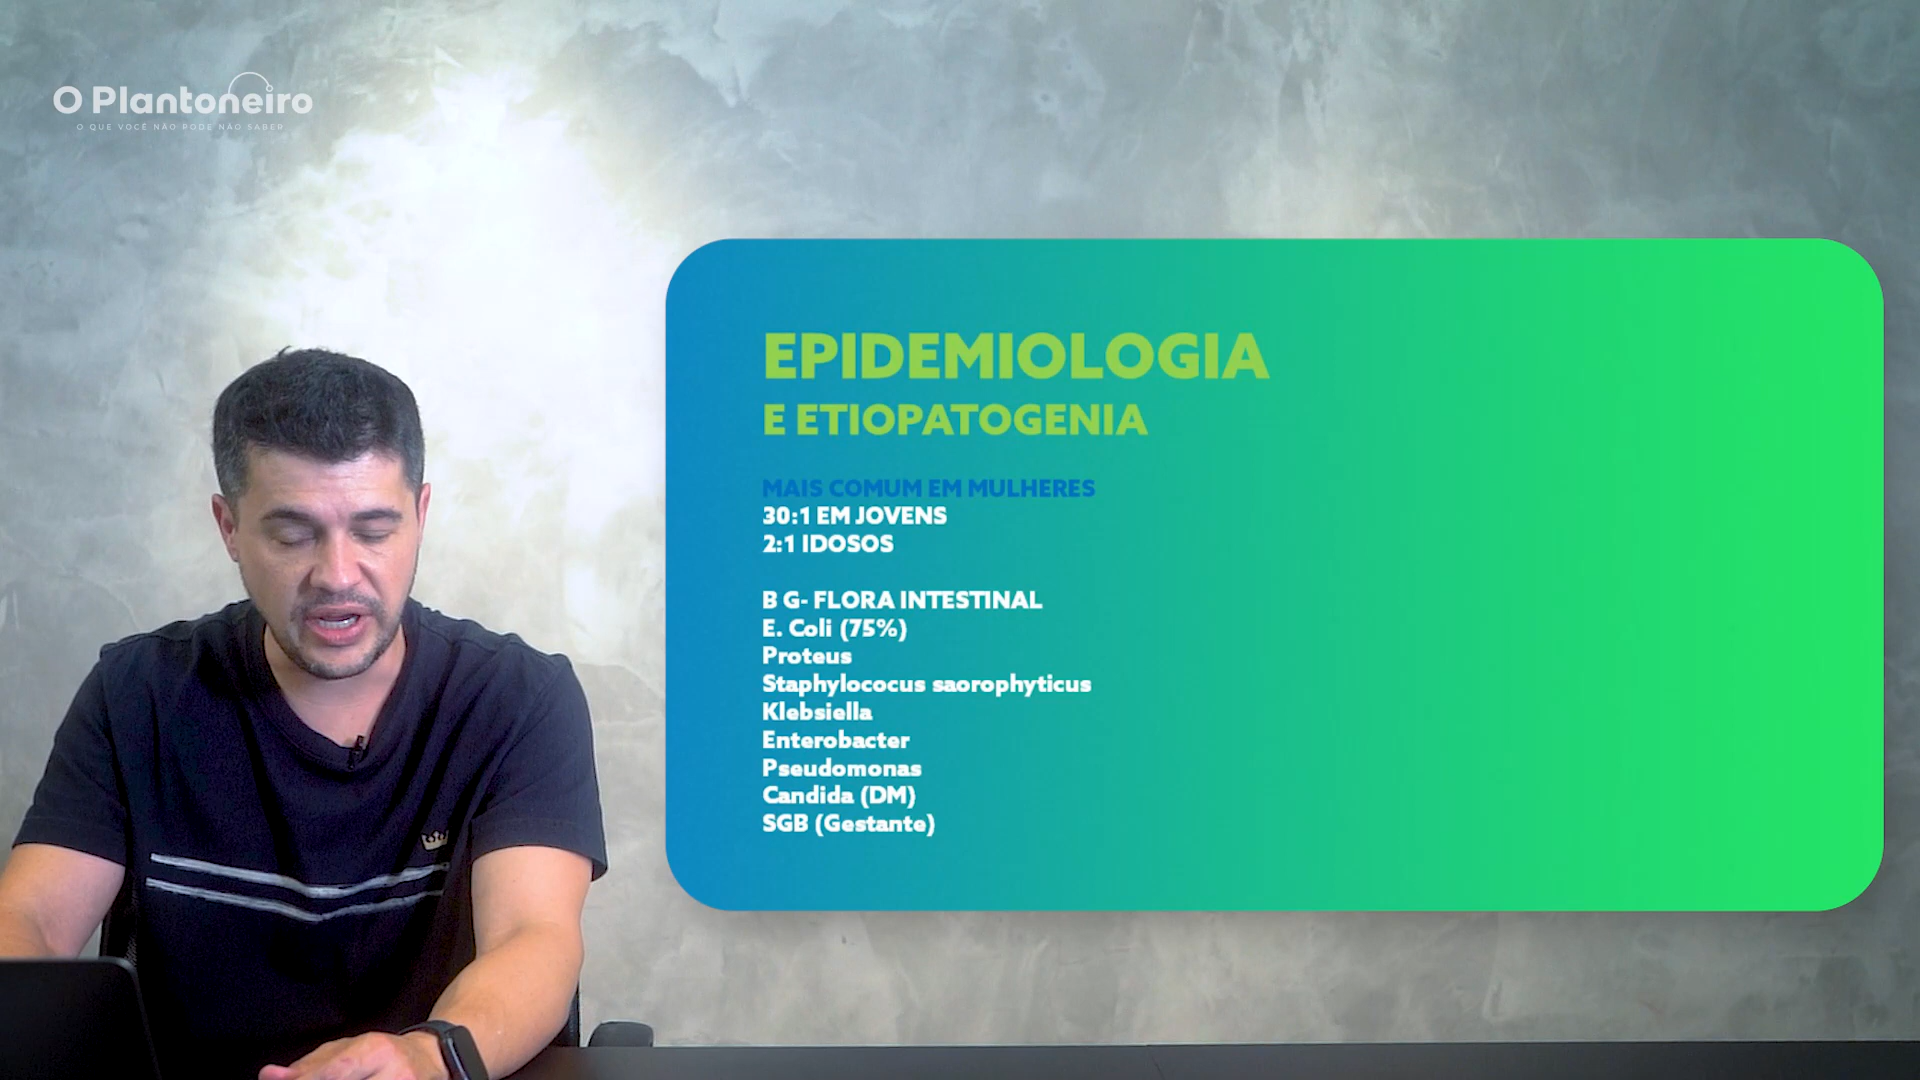 O Plantoneiro
O QUE VOCÊ NÃO PODE NÃO SABER
EPIDEMIOLOGIA
E ETIOPATOGENIA
MAIS COMUM EM MULHERES
30:1 EM JOVENS
2:1 IDOSOS
B G- FLORA INTESTINAL
E. Coli (75%)
Proteus
Staphylococus saorophyticus
Klebsiella
Enterobacter
Pseudomonas
Candida (DM)
SGB (Gestante)